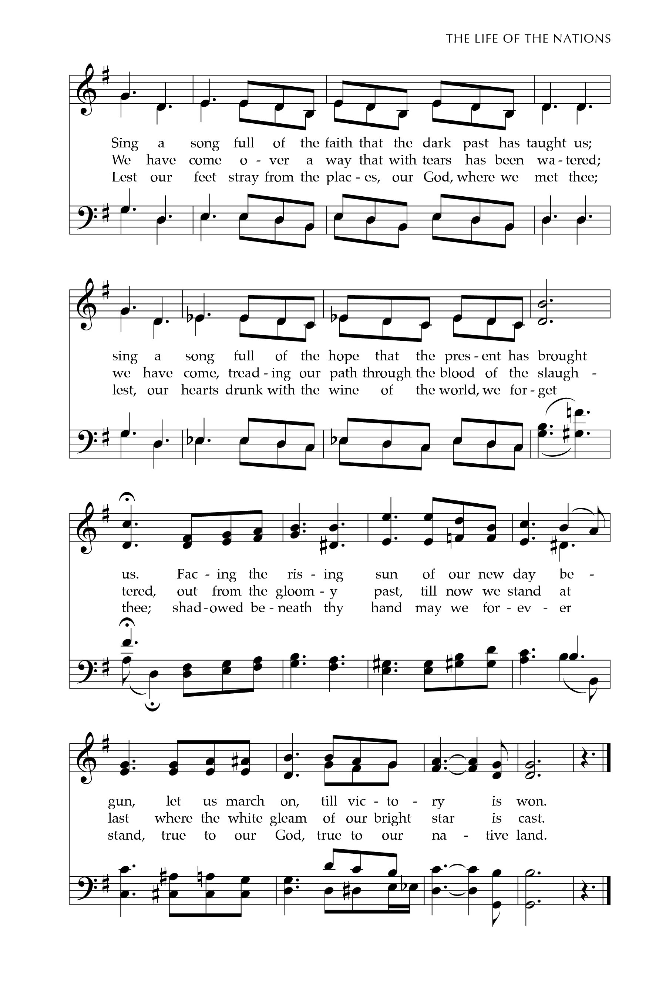 THE LIFE OF THE NATIONS
Sing a song full of the faith that the dark past has taught us;
We have come o - ver a way that with tears has been wa - tered;
Lest our feet stray from the plac - es, our God, where we met thee;
sing a song full of the hope that the pres - ent has brought
we have come, tread - ing our path through the blood of the slaugh -
lest, our hearts drunk with the wine of the world, we for - get
us. Fac - ing the ris - ing sun of our new day be -
tered, out from the gloom - y past, till now we stand at
thee; shad - owed be - neath thy hand may we for - ev - er
gun, let us march on, till vic - to - ry is won.
last where the white gleam of our bright star is cast.
stand, true to our God, true to our na - tive land.